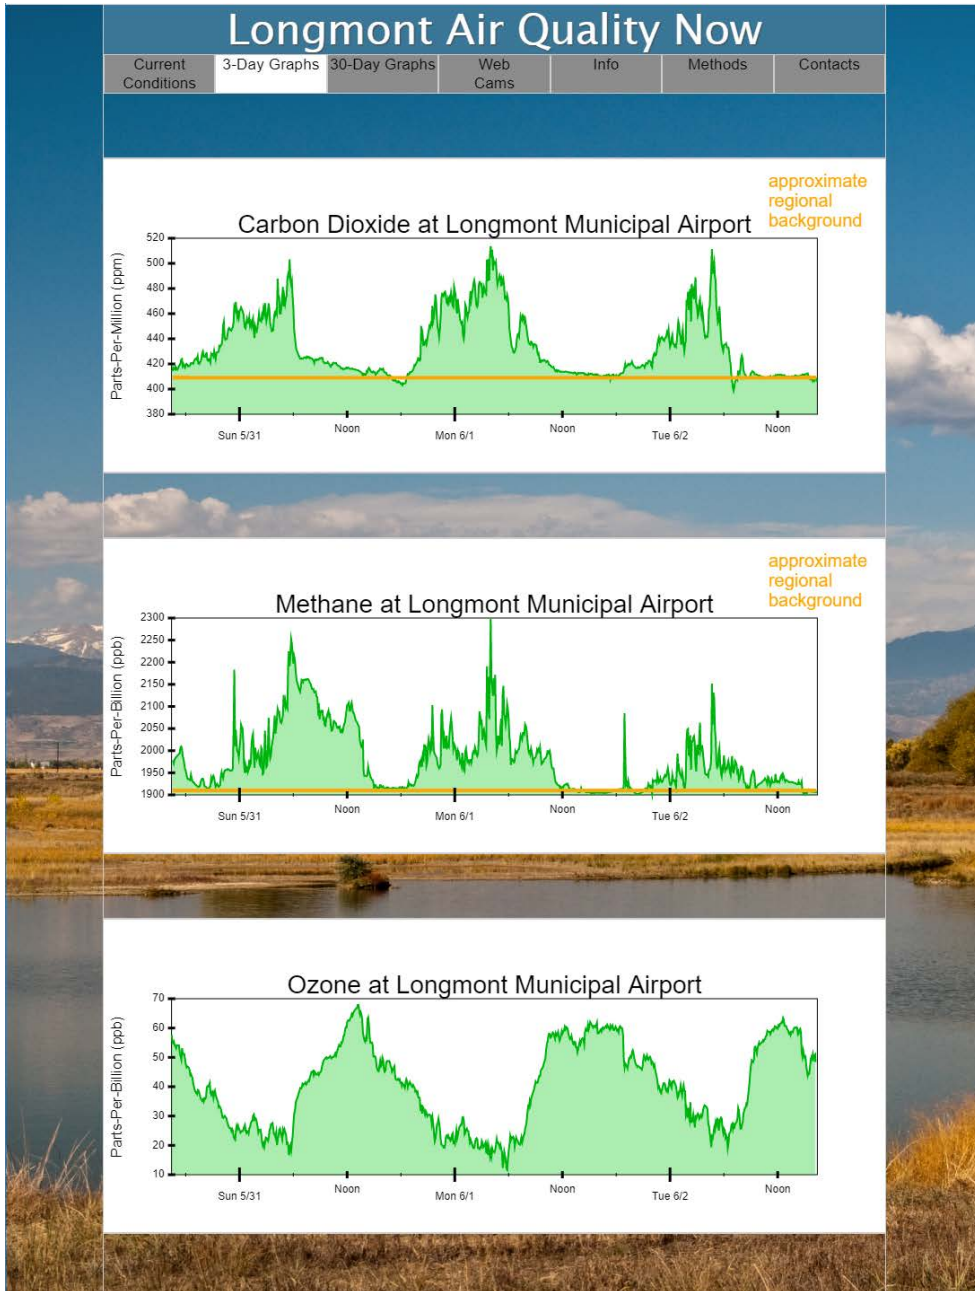 Longmont Air Quality Now
Current
Conditions
3-Day Graphs
30-Day Graphs
Web
Cams
Info
Methods
Contacts
approximate
regional
background
Carbon Dioxide at Longmont Municipal Airport
Parts-Per-Million (ppm)
520
500
480
460
440
420
400
380
Sun 5/31
Noon
Mon 6/1
Noon
Tue 6/2
Noon
approximate
regional
background
Methane at Longmont Municipal Airport
Parts-Per-Billion (ppb)
2300
2250
2200
2150
2100
2050
2000
1950
1900
Sun 5/31
Noon
Mon 6/1
Noon
Tue 6/2
Noon
Ozone at Longmont Municipal Airport
Parts-Per-Billion (ppb)
70
60
50
40
30
20
10
Sun 5/31
Noon
Mon 6/1
Noon
Tue 6/2
Noon